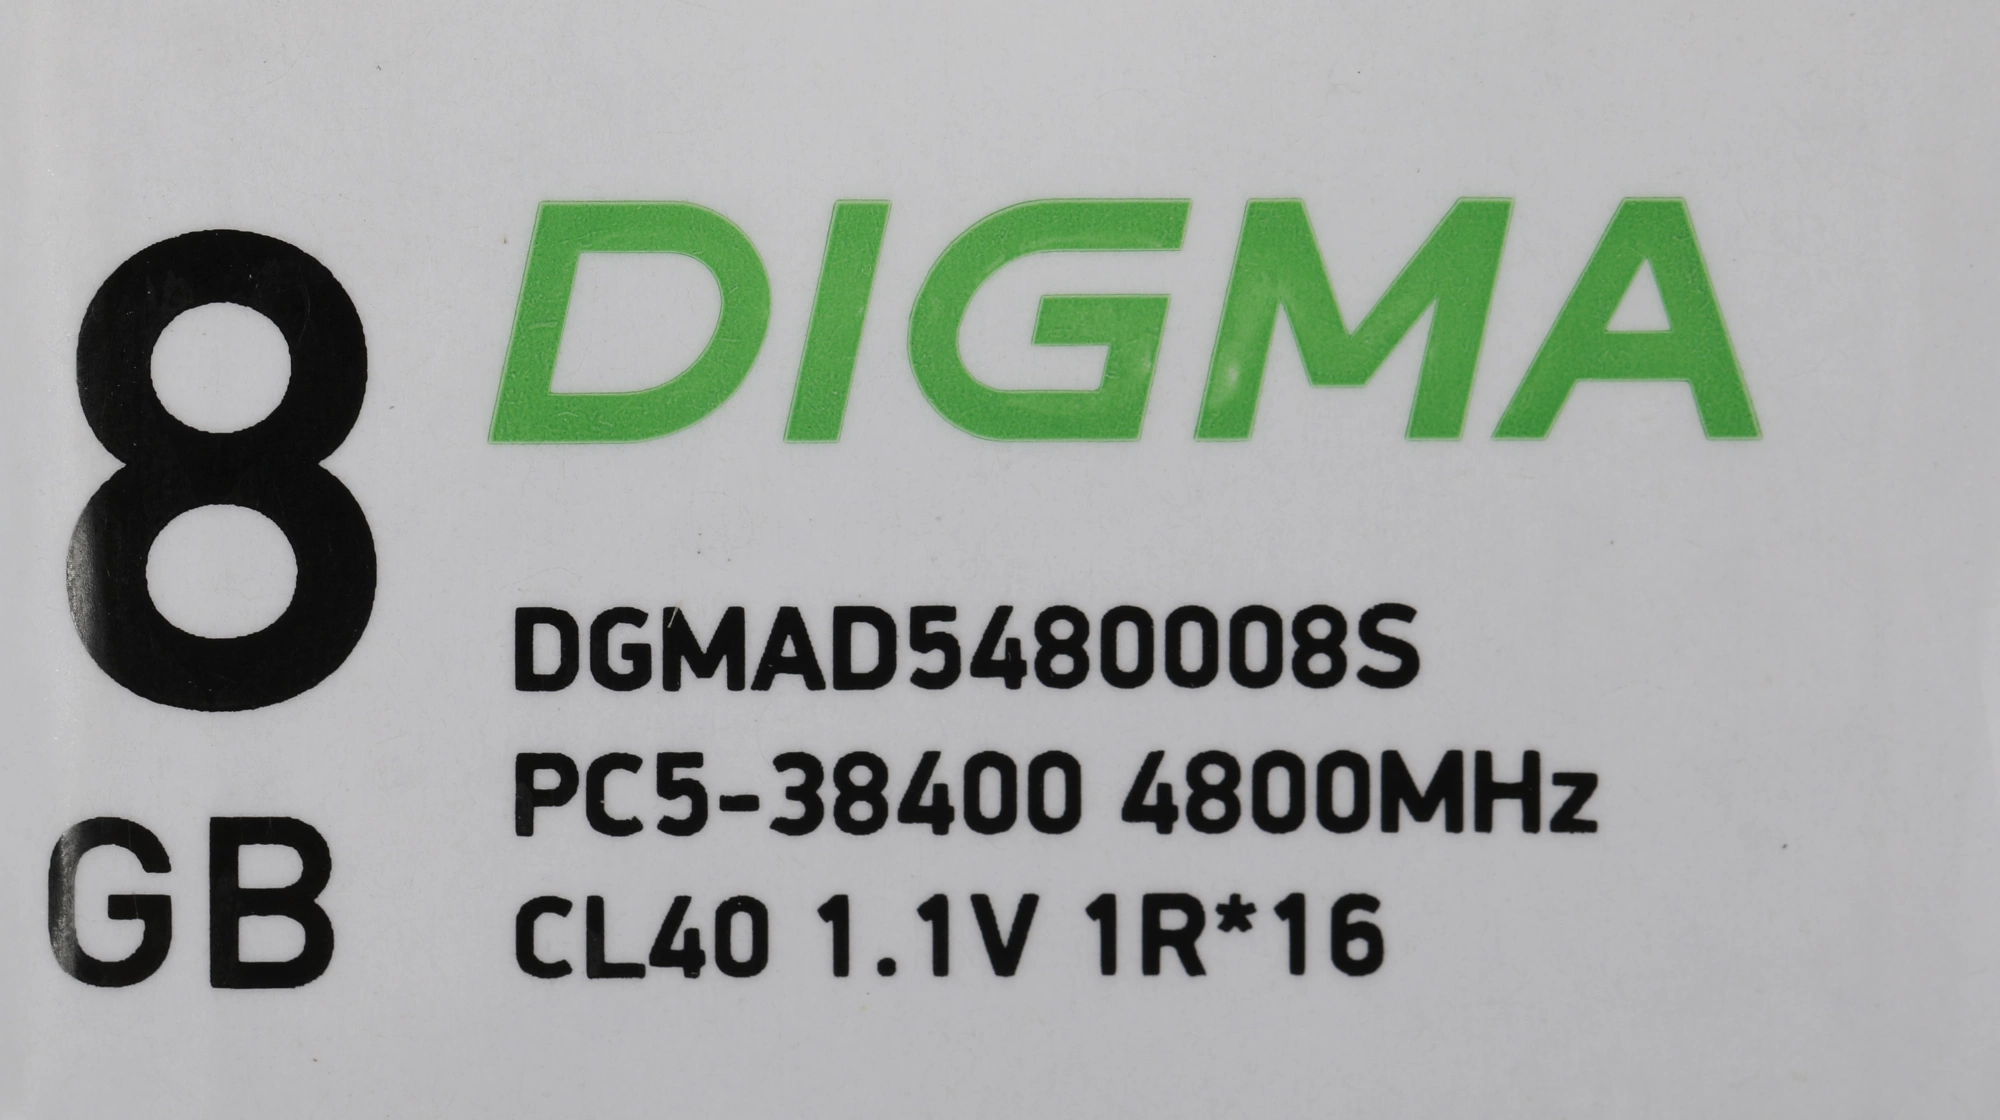 8
GB
DIGMA
DGMAD5480008S
PC5-38400 4800MHz
CL40 1.1V 1R*16